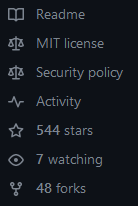 Readme
MIT license
Security policy
Activity
544 stars
7 watching
48 forks